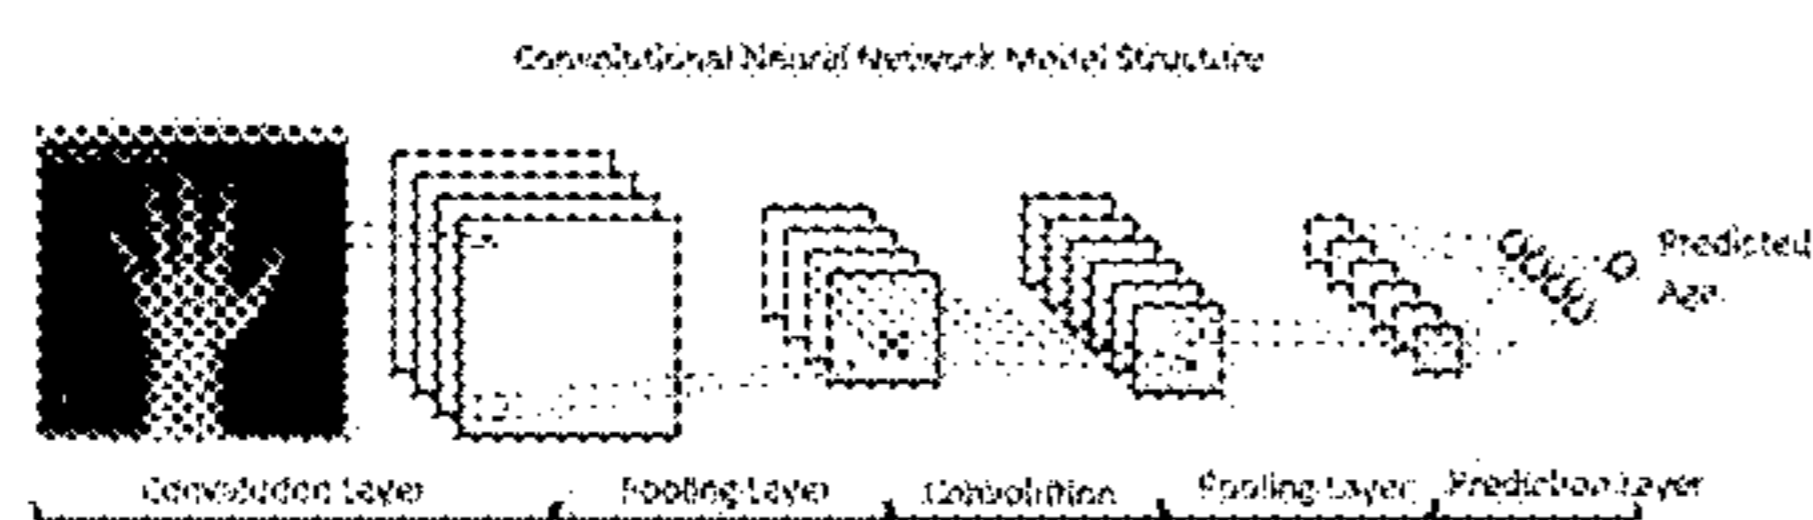 Convolutional Neural Network Model Structure
Predicted
Age
Convolution Layer
Pooling Layer
Convolution
Pooling Layer
Prediction Layer